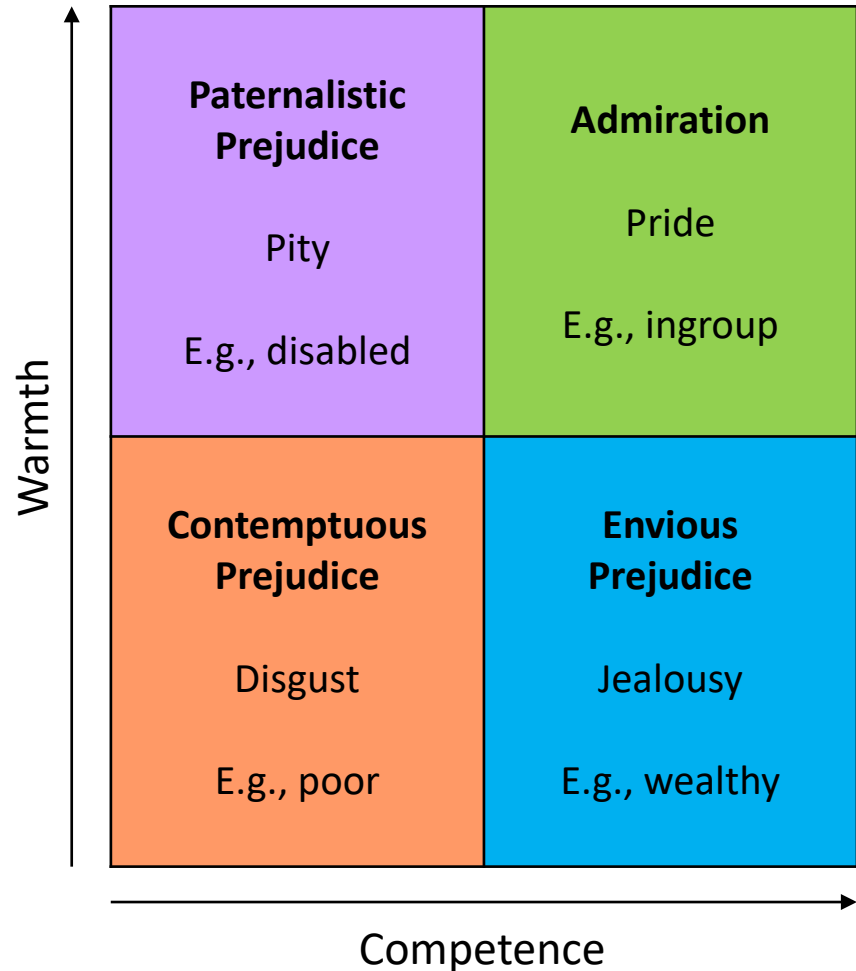 Warmth
Paternalistic
Prejudice
Pity
E.g., disabled
Admiration
Pride
E.g., ingroup
Contemptuous
Prejudice
Disgust
E.g., poor
Envious
Prejudice
Jealousy
E.g., wealthy
Competence